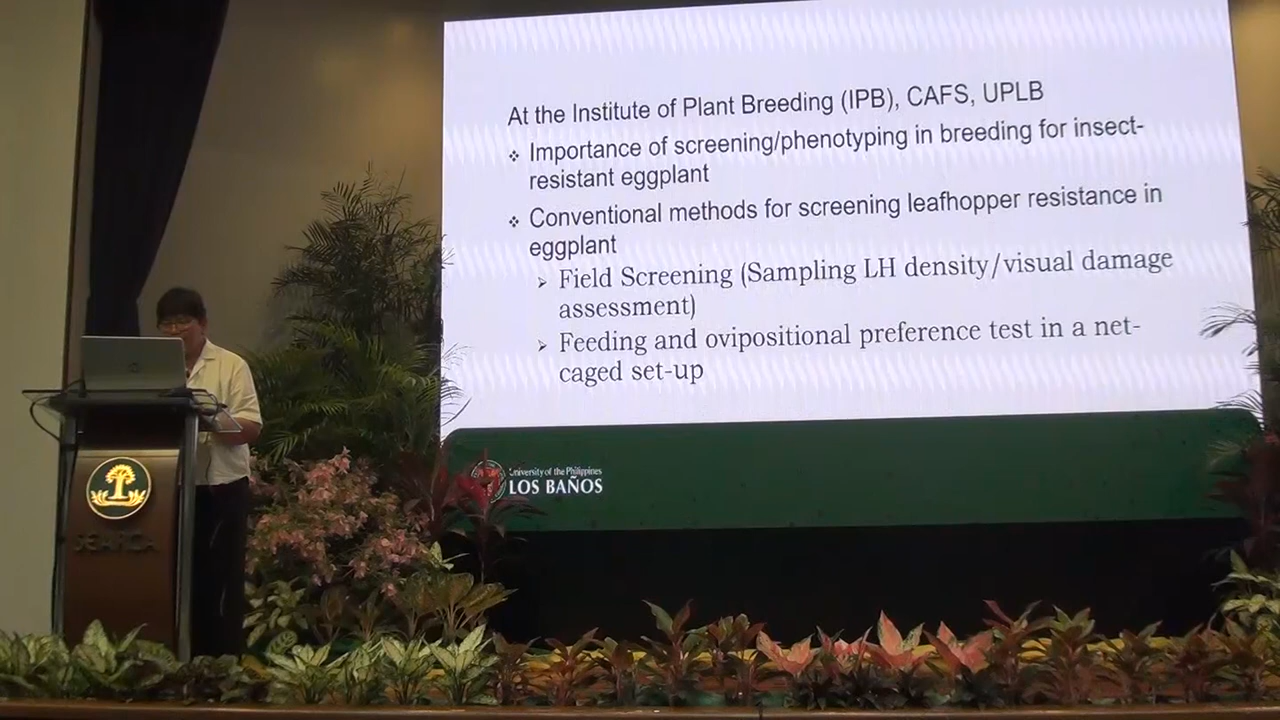 At the Institute of Plant Breeding (IPB), CAFS, UPLB
❖ Importance of screening/phenotyping in breeding for insect-
resistant eggplant
❖ Conventional methods for screening leafhopper resistance in
eggplant
➢ Field Screening (Sampling LH density/visual damage
assessment)
➢ Feeding and ovipositional preference test in a net-
caged set-up
University of the Philippines
LOS BAÑOS
SEARCA